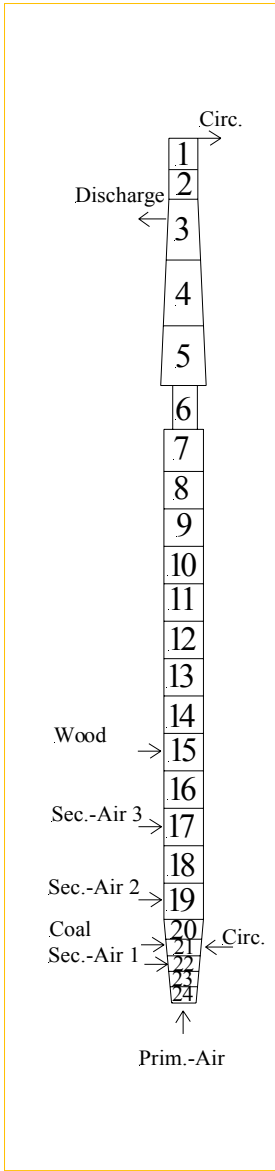 Circ.
1
2
Discharge
3
4
5
6
7
8
9
10
11
12
13
14
Wood
15
16
Sec.-Air 3
17
18
Sec.-Air 2
19
20
Coal
21
Circ.
Sec.-Air 1
22
23
24
Prim.-Air